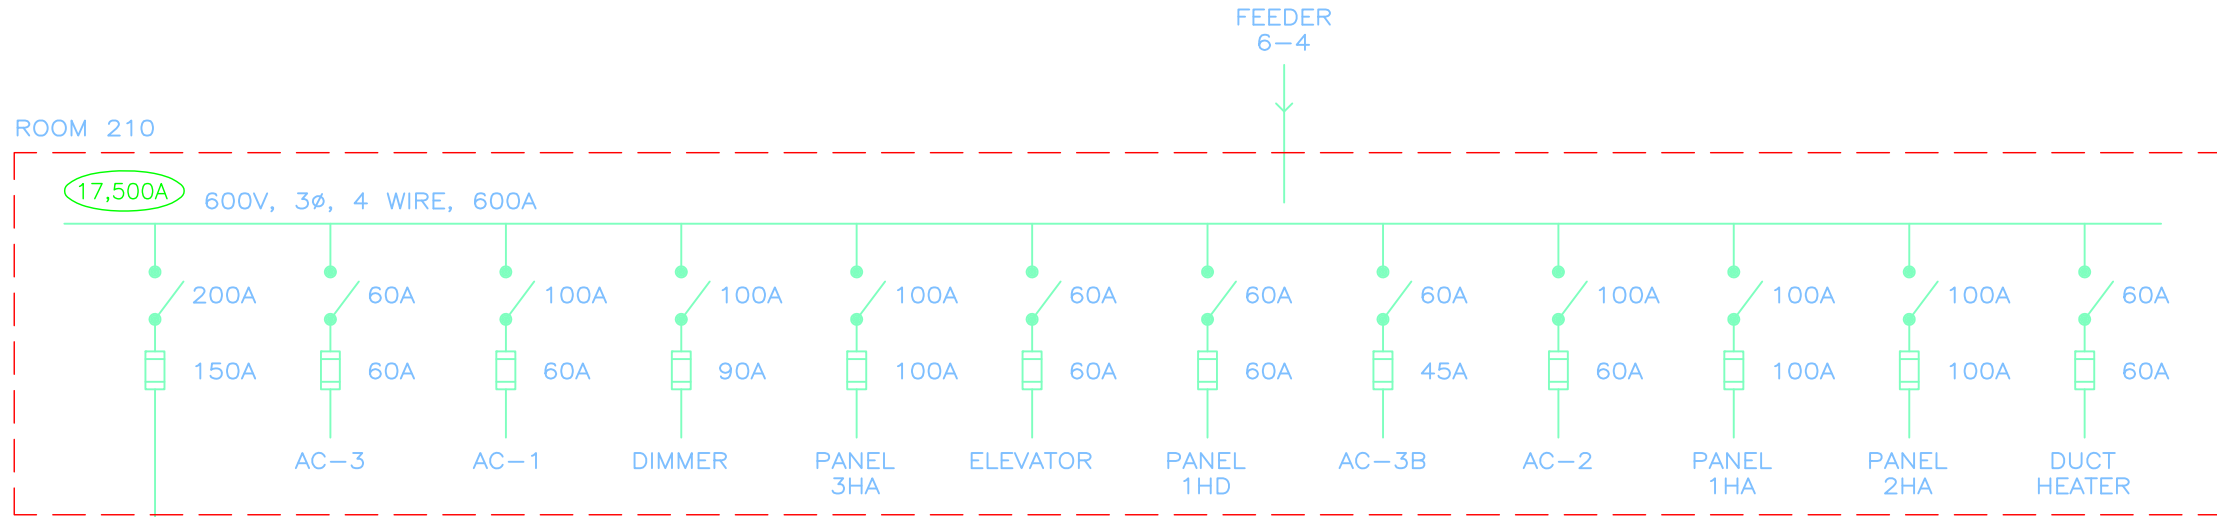 FEEDER
6-4
ROOM 210
17,500A
600V, 3ø, 4 WIRE, 600A
200A 60A 100A 100A 100A 60A 60A 60A 100A 100A 100A 60A
150A 60A 60A 90A 100A 60A 60A 45A 60A 100A 100A 60A
AC-3 AC-1 DIMMER PANEL ELEVATOR PANEL AC-3B AC-2 PANEL PANEL DUCT
3HA 1HD 1HA 2HA HEATER